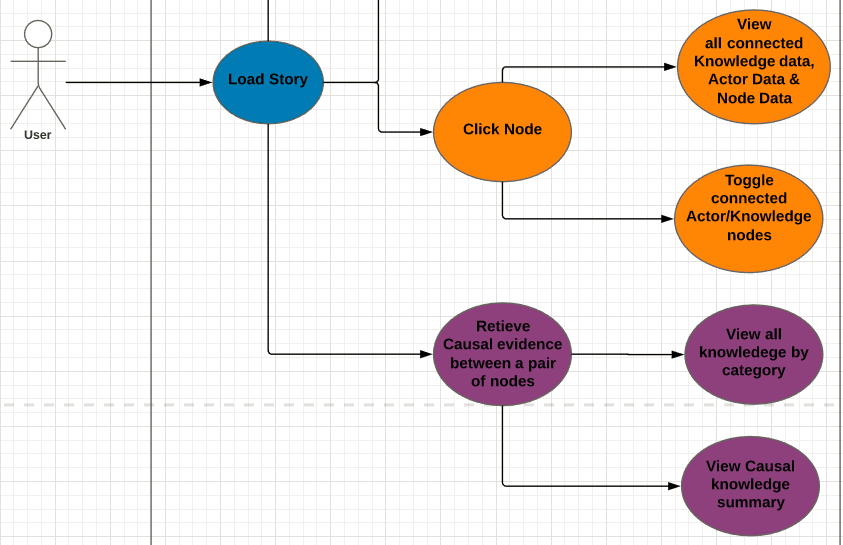 User
Load Story
Click Node
View
all connected
Knowledge data,
Actor Data &
Node Data
Toggle
connected
Actor/Knowledge
nodes
Retieve
Causal evidence
between a pair
of nodes
View all
knowledege by
category
View Causal
knowledge
summary